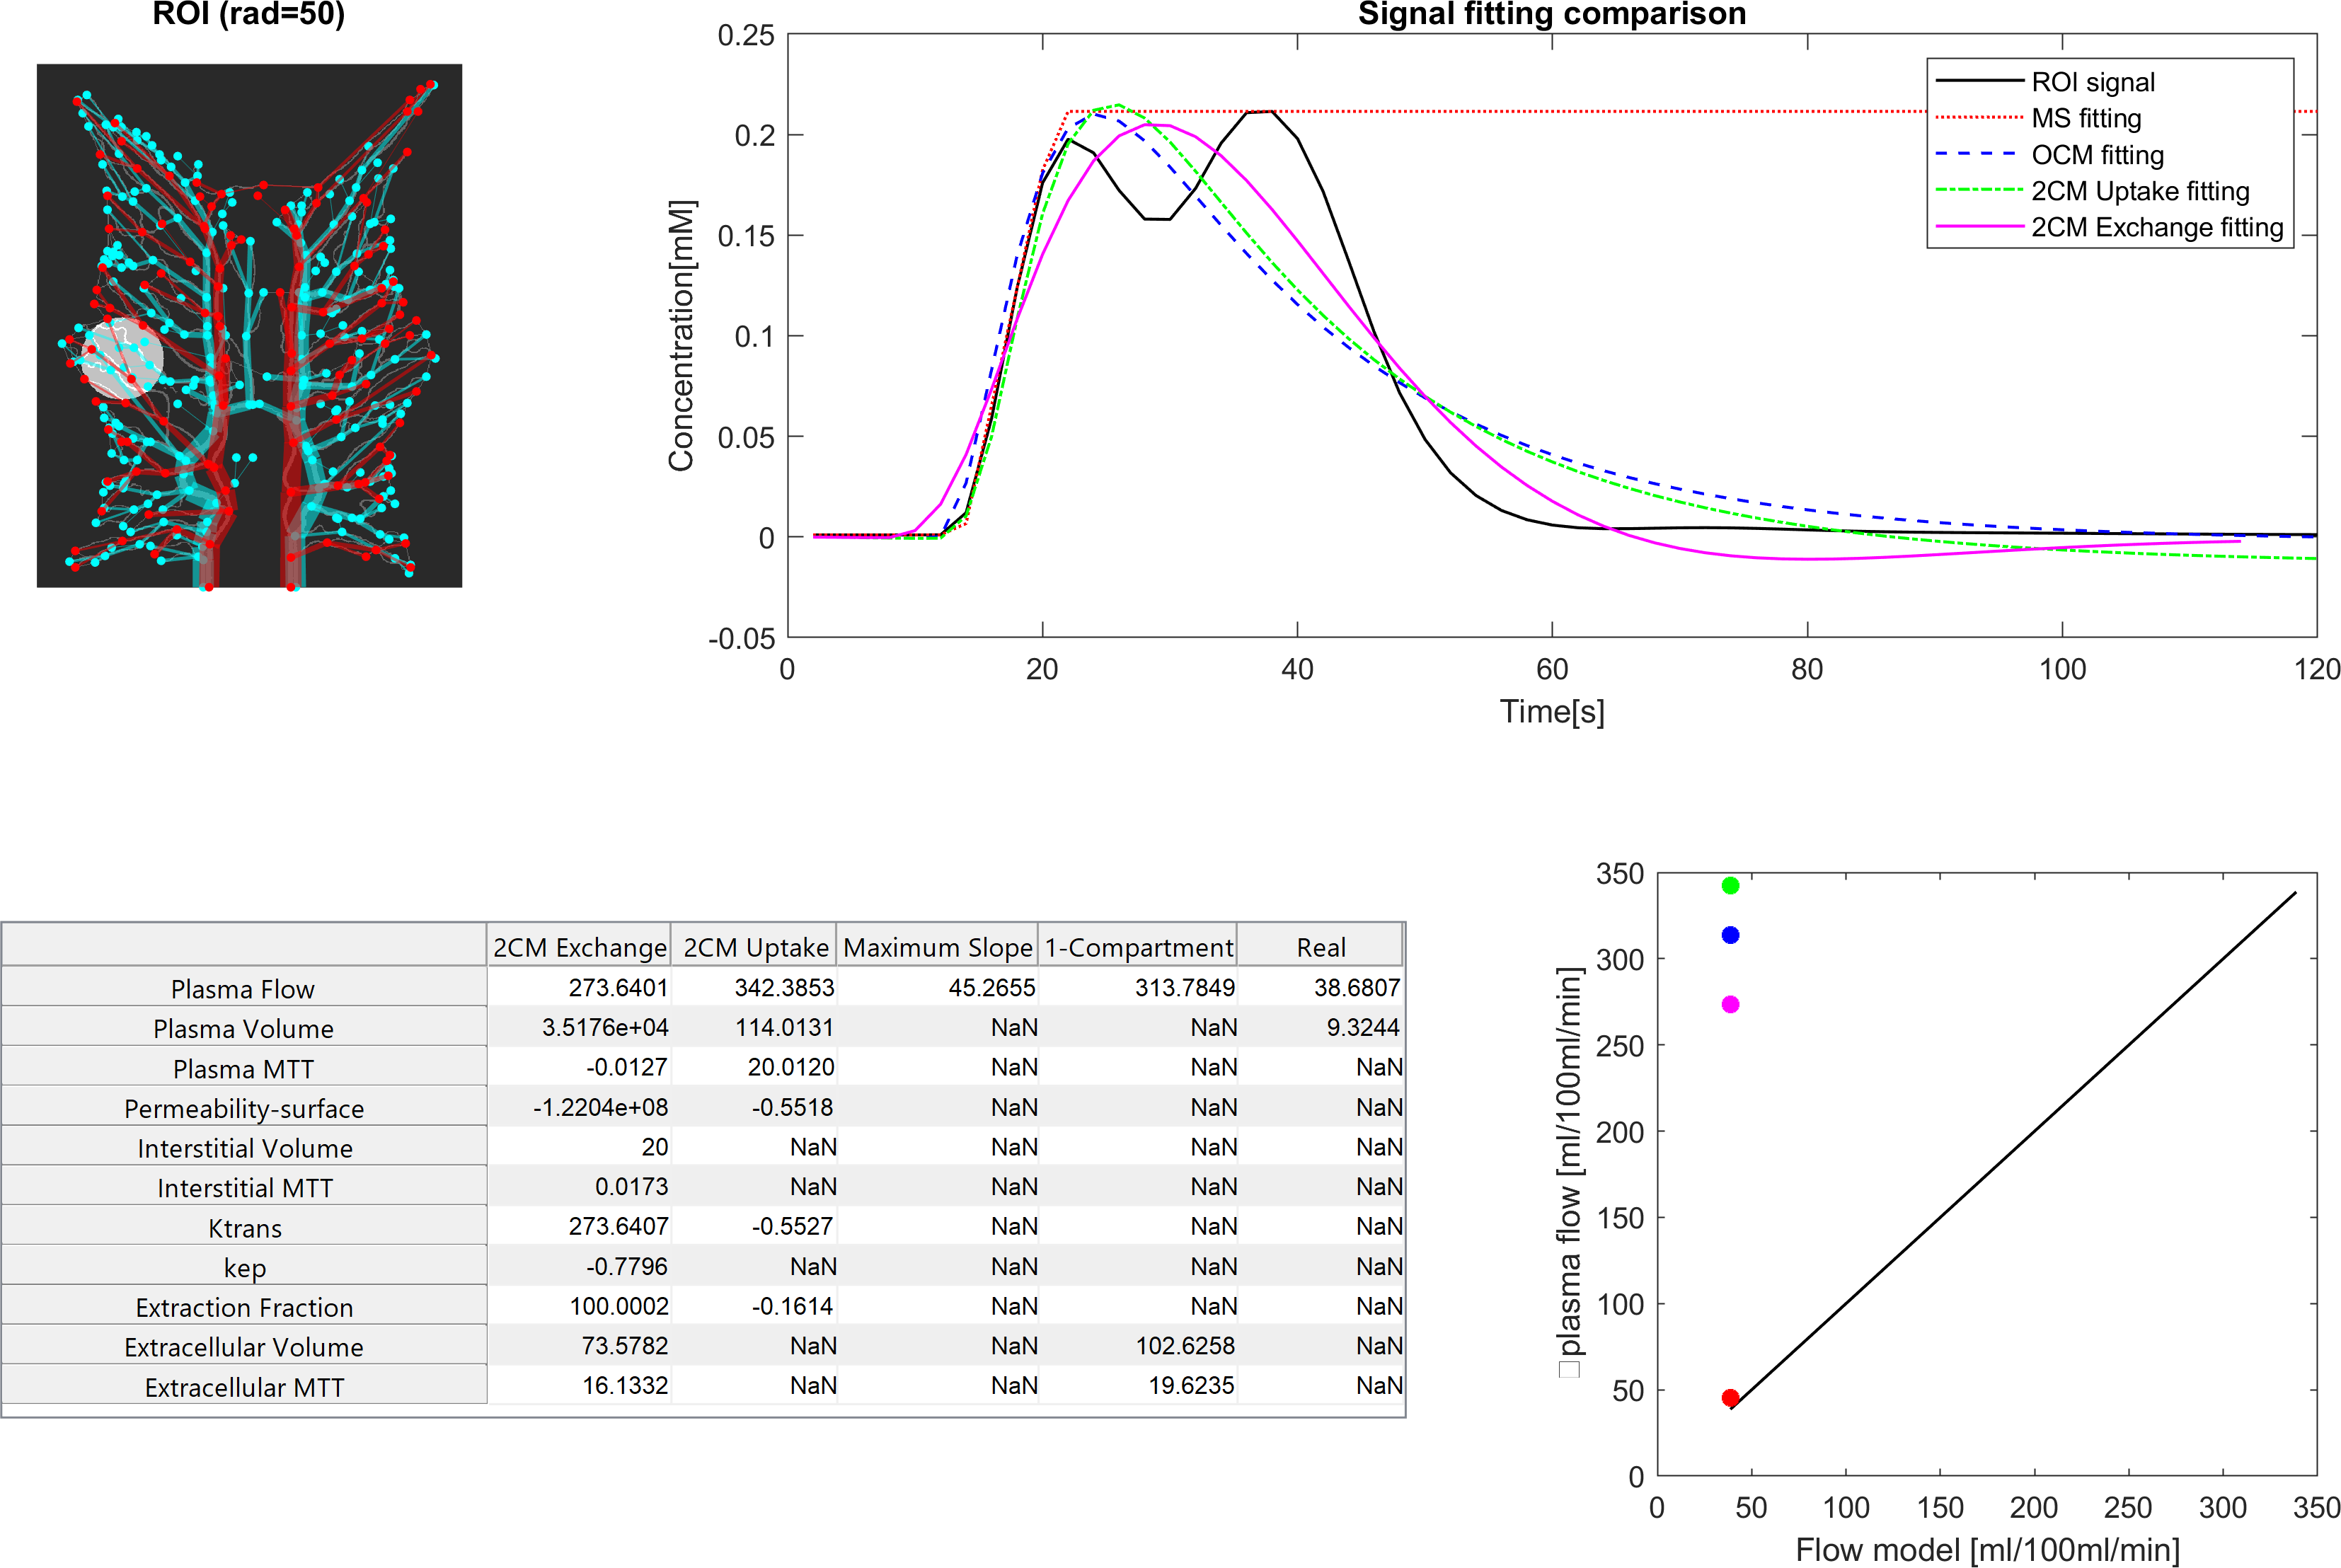 ROI (rad=50)
Signal fitting comparison
0.25
0.2
0.15
0.1
0.05
0
-0.05
Concentration[mM]
0 20 40 60 80 100 120
Time[s]
ROI signal
MS fitting
OCM fitting
2CM Uptake fitting
2CM Exchange fitting
2CM Exchange 2CM Uptake Maximum Slope 1-Compartment Real
Plasma Flow 273.6401 342.3853 45.2655 313.7849 38.6807
Plasma Volume 3.5176e+04 114.0131 NaN NaN 9.3244
Plasma MTT -0.0127 20.0120 NaN NaN NaN
Permeability-surface -1.2204e+08 -0.5518 NaN NaN NaN
Interstitial Volume 20 NaN NaN NaN NaN
Interstitial MTT 0.0173 NaN NaN NaN NaN
Ktrans 273.6407 -0.5527 NaN NaN NaN
kep -0.7796 NaN NaN NaN NaN
Extraction Fraction 100.0002 -0.1614 NaN NaN NaN
Extracellular Volume 73.5782 NaN NaN 102.6258 NaN
Extracellular MTT 16.1332 NaN NaN 19.6235 NaN
350
300
250
200
150
100
50
0
□plasma flow [ml/100ml/min]
0 50 100 150 200 250 300 350
Flow model [ml/100ml/min]